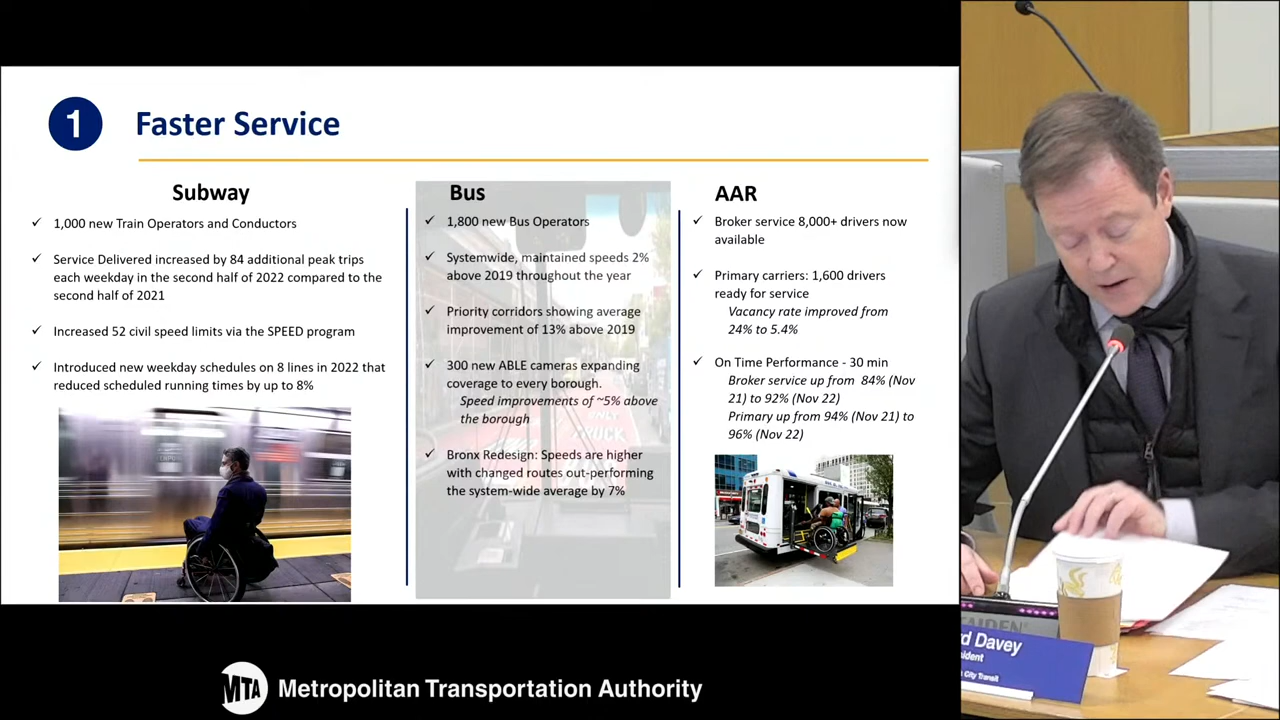 1
Faster Service
Subway
✓ 1,000 new Train Operators and Conductors
✓ Service Delivered increased by 84 additional peak trips
each weekday in the second half of 2022 compared to the
second half of 2021
✓ Increased 52 civil speed limits via the SPEED program
✓ Introduced new weekday schedules on 8 lines in 2022 that
reduced scheduled running times by up to 8%
Bus
✓ 1,800 new Bus Operators
✓ Systemwide, maintained speeds 2%
above 2019 throughout the year
✓ Priority corridors showing average
improvement of 13% above 2019
✓ 300 new ABLE cameras expanding
coverage to every borough.
Speed improvements of ~5% above
the borough
✓ Bronx Redesign: Speeds are higher
with changed routes out-performing
the system-wide average by 7%
TRUCK
AAR
✓ Broker service 8,000+ drivers now
available
✓ Primary carriers: 1,600 drivers
ready for service
Vacancy rate improved from
24% to 5.4%
✓ On Time Performance - 30 min
Broker service up from 84% (Nov
21) to 92% (Nov 22)
Primary up from 94% (Nov 21) to
96% (Nov 22)
rd Davey
ident
City Transit
MTA Metropolitan Transportation Authority